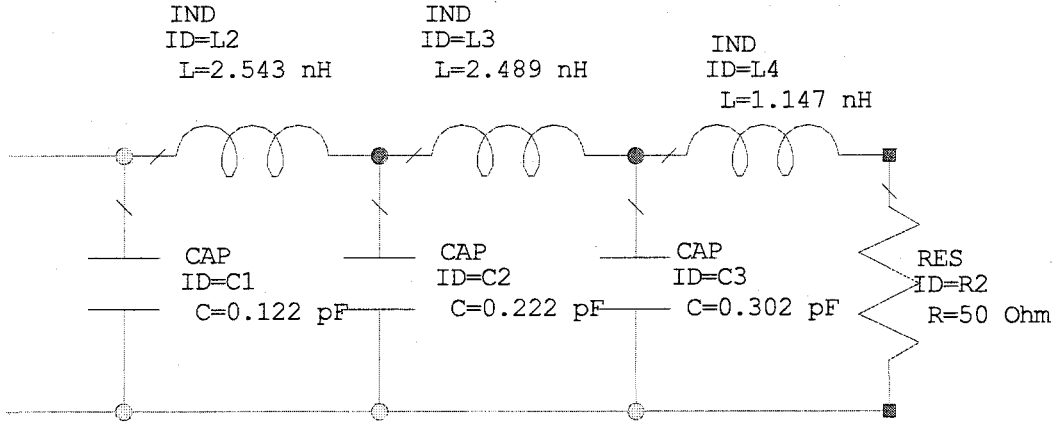 IND
ID=L2
L=2.543 nH
IND
ID=L3
L=2.489 nH
IND
ID=L4
L=1.147 nH
CAP
ID=C1
C=0.122 pF
CAP
ID=C2
C=0.222 pF
CAP
ID=C3
C=0.302 pF
RES
ID=R2
R=50 Ohm